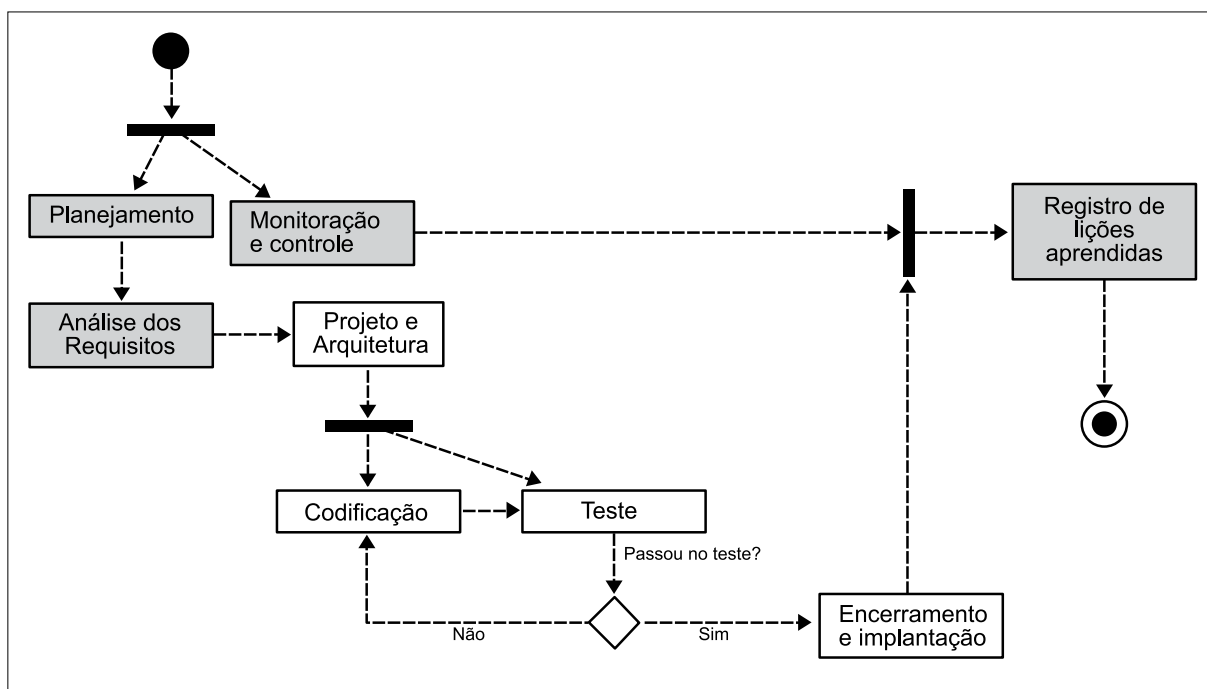 Planejamento
Monitoração
e controle
Registro de
lições
aprendidas
Análise dos
Requisitos
Projeto e
Arquitetura
Codificação
Teste
Passou no teste?
Não
Sim
Encerramento
e implantação